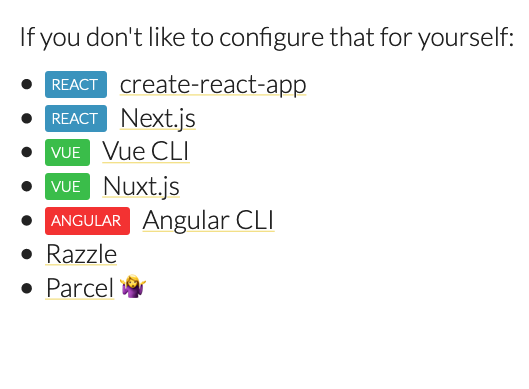 If you don't like to configure that for yourself:
• REACT create-react-app
• REACT Next.js
• VUE Vue CLI
• VUE Nuxt.js
• ANGULAR Angular CLI
• Razzle
• Parcel 🤷‍♀️